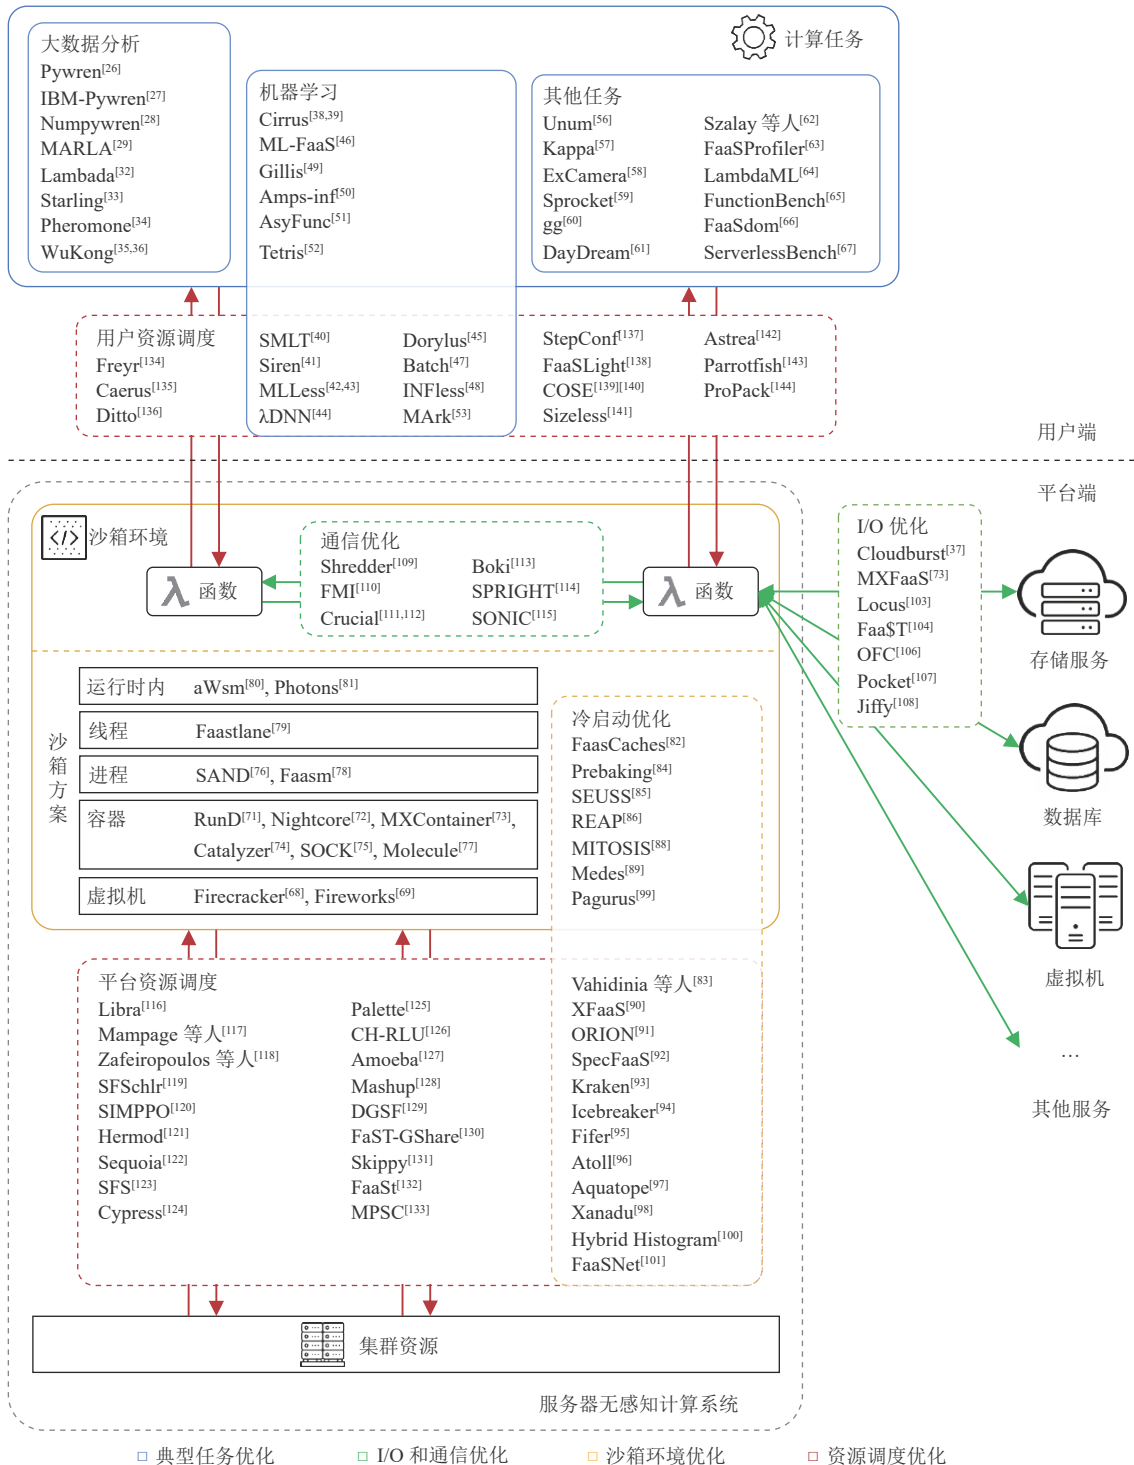 计算任务
大数据分析
Pywren[26]
IBM-Pywren[27]
Numpywren[28]
MARLA[29]
Lambada[32]
Starling[33]
Pheromone[34]
WuKong[35,36]
机器学习
Cirrus[38,39]
ML-FaaS[46]
Gillis[49]
Amps-inf[50]
AsyFunc[51]
Tetris[52]
其他任务
Unum[56]
Kappa[57]
ExCamera[58]
Sprocket[59]
gg[60]
DayDream[61]
Szalay 等人[62]
FaaSProfiler[63]
LambdaML[64]
FunctionBench[65]
FaaSdom[66]
ServerlessBench[67]
用户资源调度
Freyr[134]
Caerus[135]
Ditto[136]
SMLT[40]
Siren[41]
MLLess[42,43]
λDNN[44]
Dorylus[45]
Batch[47]
INFless[48]
MArk[53]
StepConf[137]
FaaSLight[138]
COSE[139][140]
Sizeless[141]
Astrea[142]
Parrotfish[143]
ProPack[144]
用户端
平台端
</> 沙箱环境
λ 函数
通信优化
Shredder[109]
FMI[110]
Crucial[111,112]
Boki[113]
SPRIGHT[114]
SONIC[115]
λ 函数
I/O 优化
Cloudburst[37]
MXFaaS[73]
Locus[103]
Faa$T[104]
OFC[106]
Pocket[107]
Jiffy[108]
存储服务
数据库
虚拟机
…
其他服务
沙箱方案
运行时内 aWsm[80], Photons[81]
线程 Faastlane[79]
进程 SAND[76], Faasm[78]
容器 RunD[71], Nightcore[72], MXContainer[73],
Catalyzer[74], SOCK[75], Molecule[77]
虚拟机 Firecracker[68], Fireworks[69]
冷启动优化
FaasCaches[82]
Prebaking[84]
SEUSS[85]
REAP[86]
MITOSIS[88]
Medes[89]
Pagurus[99]
Vahidinia 等人[83]
XFaaS[90]
ORION[91]
SpecFaaS[92]
Kraken[93]
Icebreaker[94]
Fifer[95]
Atoll[96]
Aquatope[97]
Xanadu[98]
Hybrid Histogram[100]
FaaSNet[101]
平台资源调度
Libra[116]
Mampage 等人[117]
Zafeiropoulos 等人[118]
SFSchlr[119]
SIMPPO[120]
Hermod[121]
Sequoia[122]
SFS[123]
Cypress[124]
Palette[125]
CH-RLU[126]
Amoeba[127]
Mashup[128]
DGSF[129]
FaST-GShare[130]
Skippy[131]
FaaSt[132]
MPSC[133]
集群资源
服务器无感知计算系统
典型任务优化
I/O 和通信优化
沙箱环境优化
资源调度优化